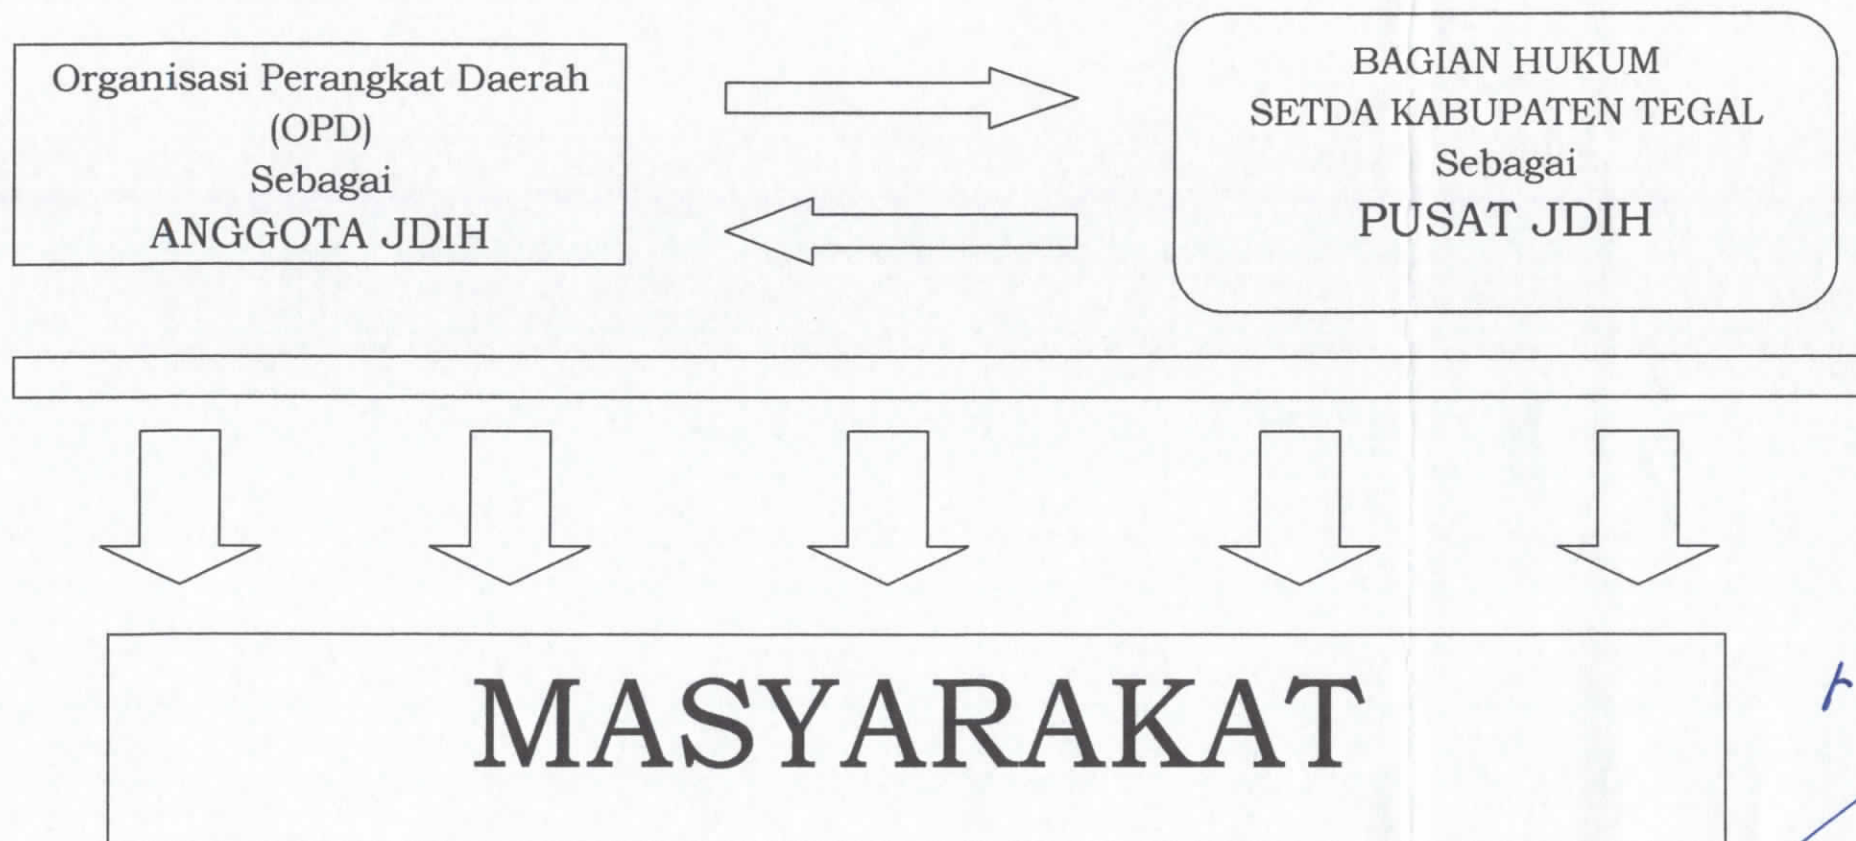 Organisasi Perangkat Daerah
(OPD)
Sebagai
ANGGOTA JDIH
BAGIAN HUKUM
SETDA KABUPATEN TEGAL
Sebagai
PUSAT JDIH
MASYARAKAT